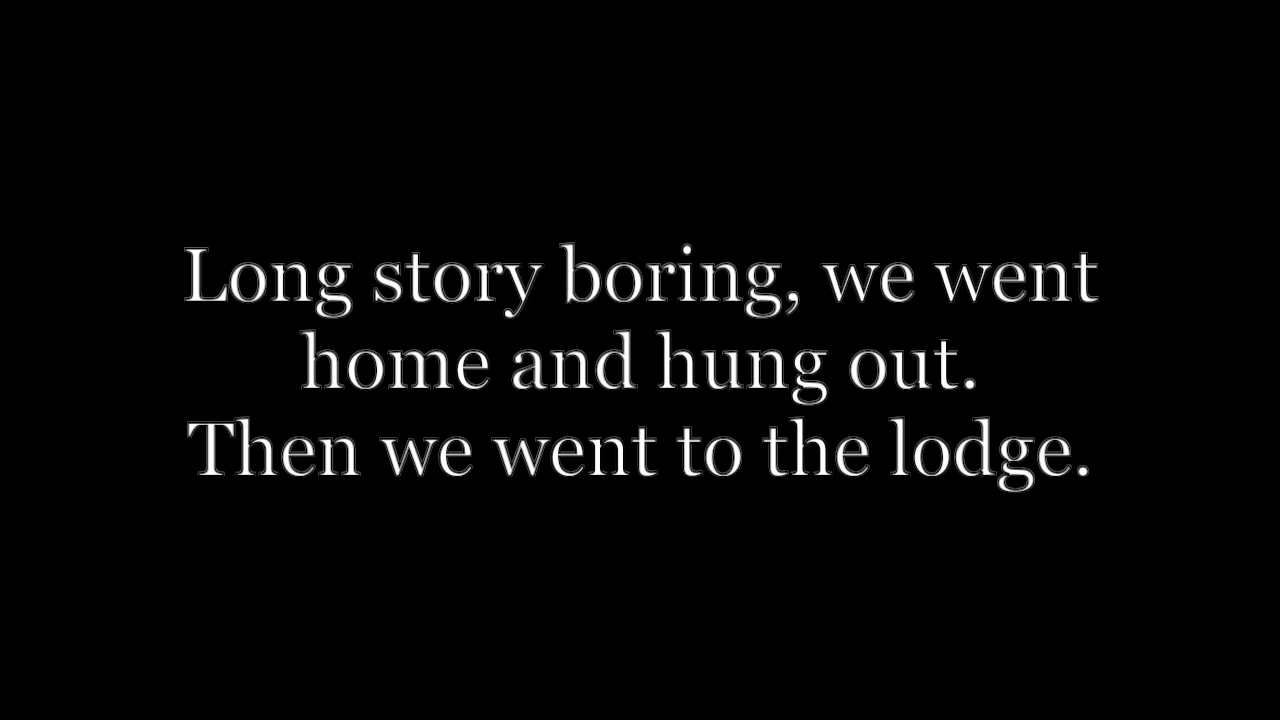 Long story boring, we went
home and hung out.
Then we went to the lodge.